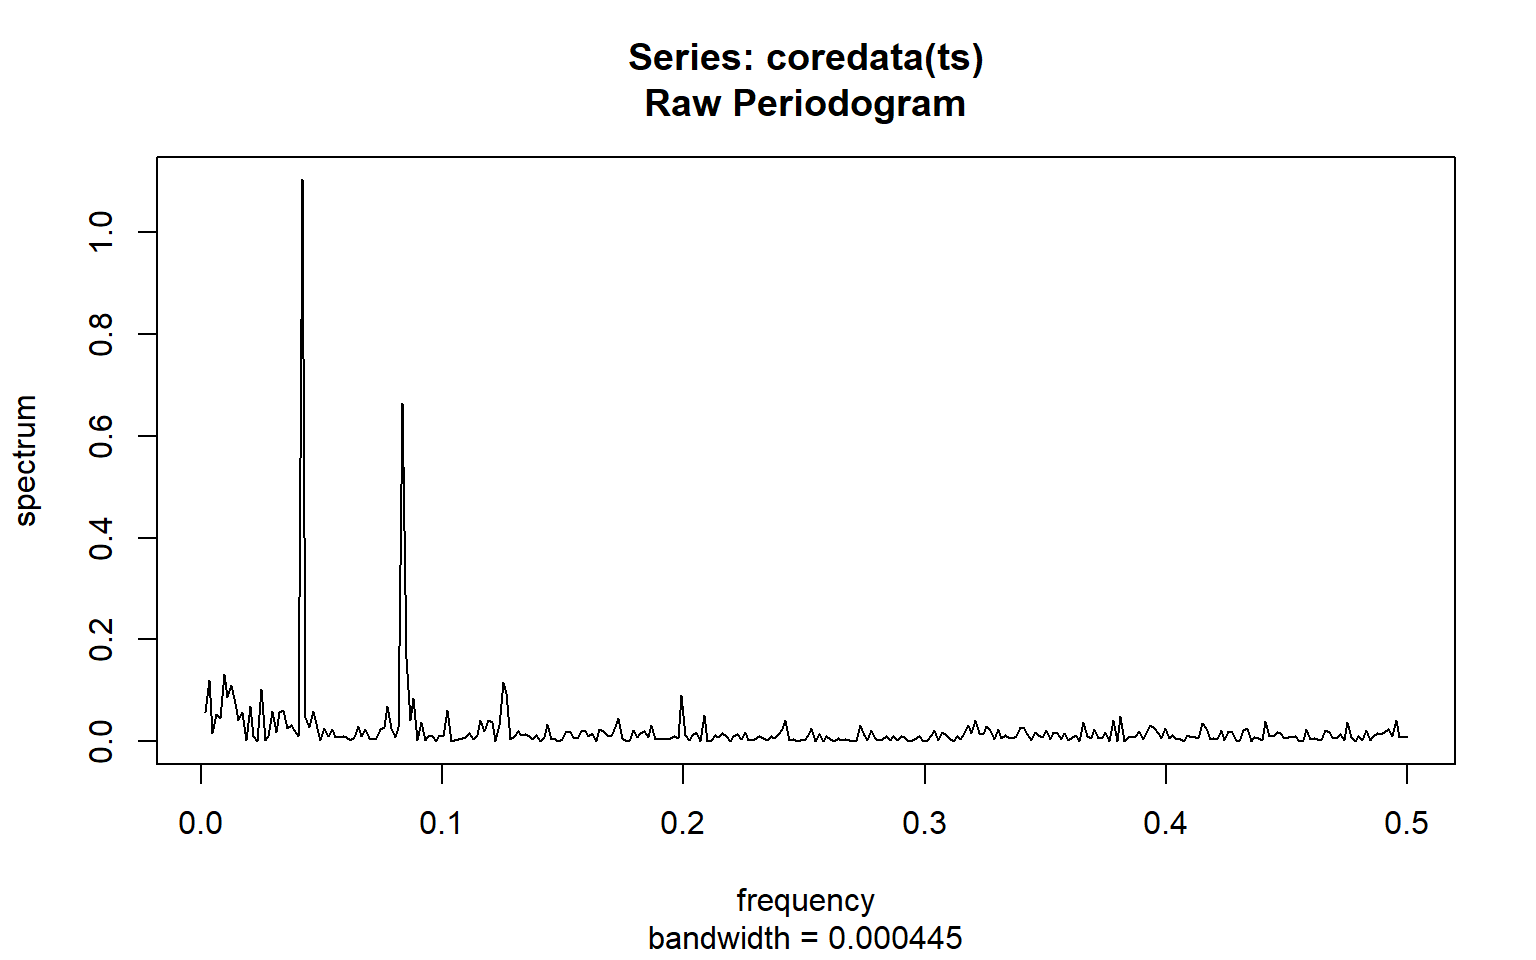 Series: coredata(ts)
Raw Periodogram
1.0
0.8
0.6
0.4
0.2
0.0
spectrum
0.0 0.1 0.2 0.3 0.4 0.5
frequency
bandwidth = 0.000445